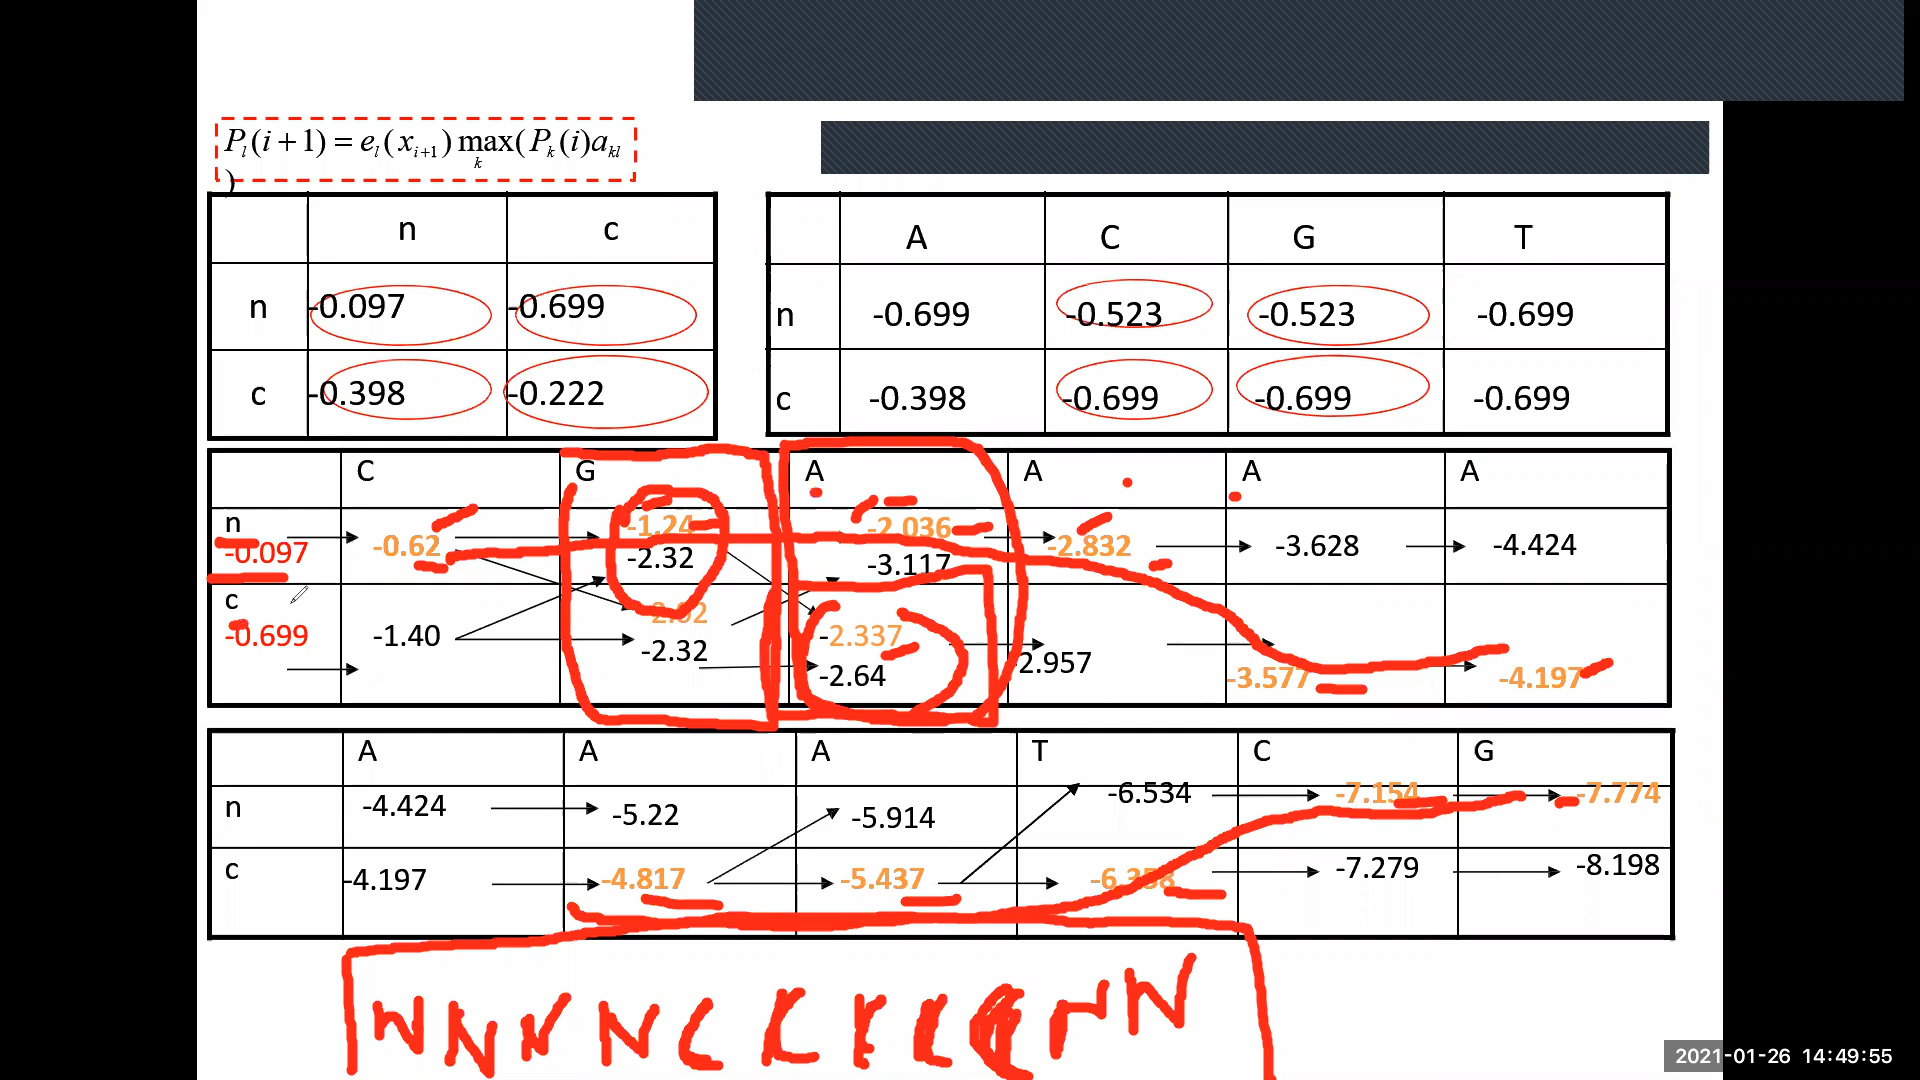 P_l(i+1) = e_l(x_{i+1}) max_k(P_k(i)a_{kl}
)
n c
n -0.097 -0.699
c -0.398 -0.222
A C G T
n -0.699 -0.523 -0.523 -0.699
c -0.398 -0.699 -0.699 -0.699
C G A A A A
n -0.097 -0.62 -1.24 -2.036 -2.832 -3.628 -4.424
-2.32 -3.117
c -0.699 -1.40 -2.337 -2.957 -3.577 -4.197
-2.32 -2.64
A A A T C G
n -4.424 -5.22 -5.914 -6.534 -7.154 -7.774
c -4.197 -4.817 -5.437 -6.358 -7.279 -8.198
N N N N C C
2021-01-26 14:49:55